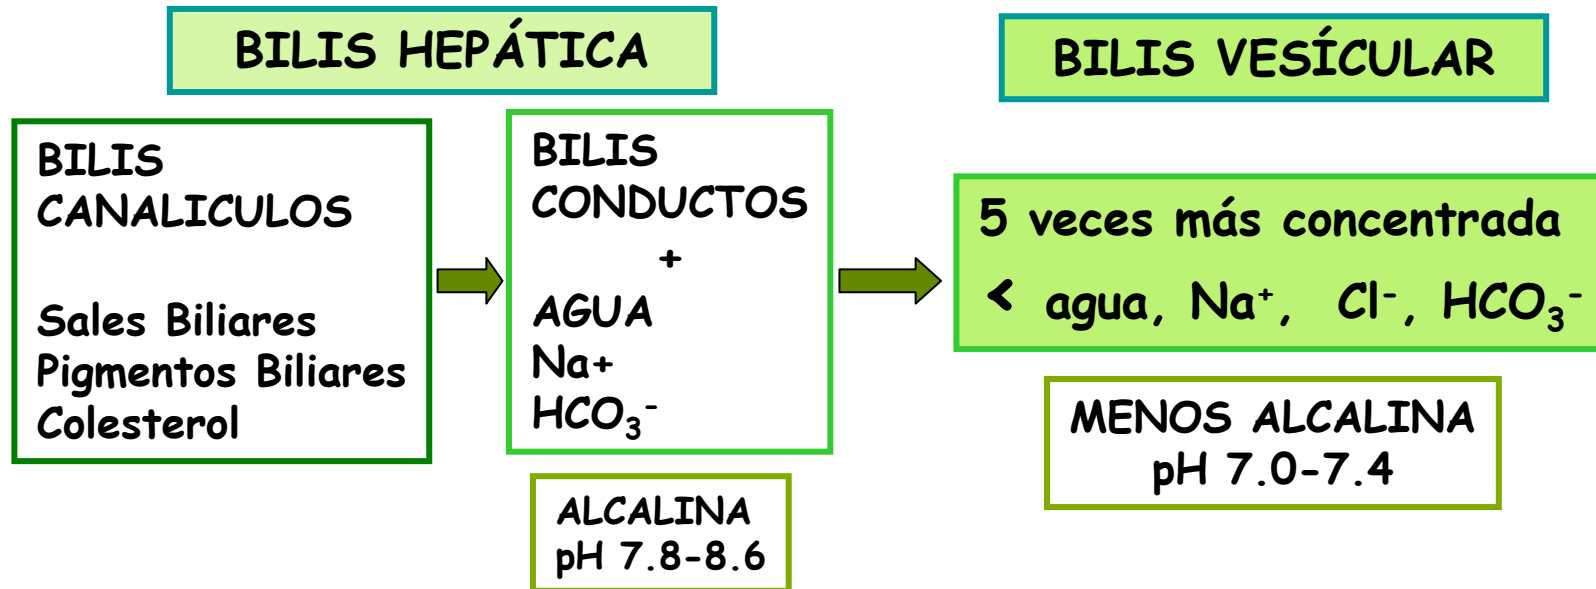 BILIS HEPÁTICA
BILIS
CANALICULOS
Sales Biliares
Pigmentos Biliares
Colesterol
BILIS
CONDUCTOS
+
AGUA
Na+
HCO₃⁻
ALCALINA
pH 7.8-8.6
BILIS VESÍCULAR
5 veces más concentrada
< agua, Na⁺, Cl⁻, HCO₃⁻
MENOS ALCALINA
pH 7.0-7.4